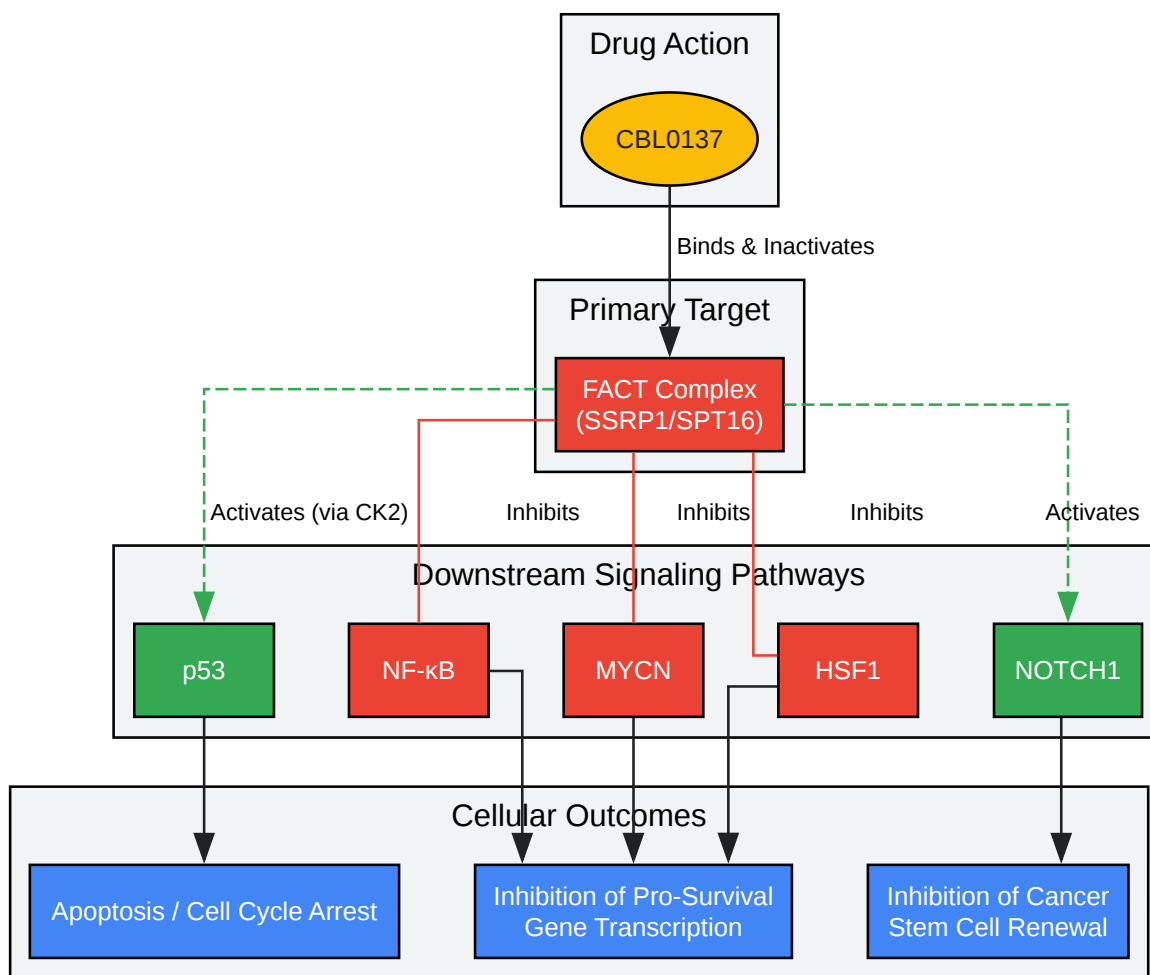 Drug Action
CBL0137
Binds & Inactivates
Primary Target
FACT Complex
(SSRP1/SPT16)
Activates (via CK2)
Inhibits
Inhibits
Inhibits
Activates
Downstream Signaling Pathways
p53
NF-κB
MYCN
HSF1
NOTCH1
Cellular Outcomes
Apoptosis / Cell Cycle Arrest
Inhibition of Pro-Survival
Gene Transcription
Inhibition of Cancer
Stem Cell Renewal